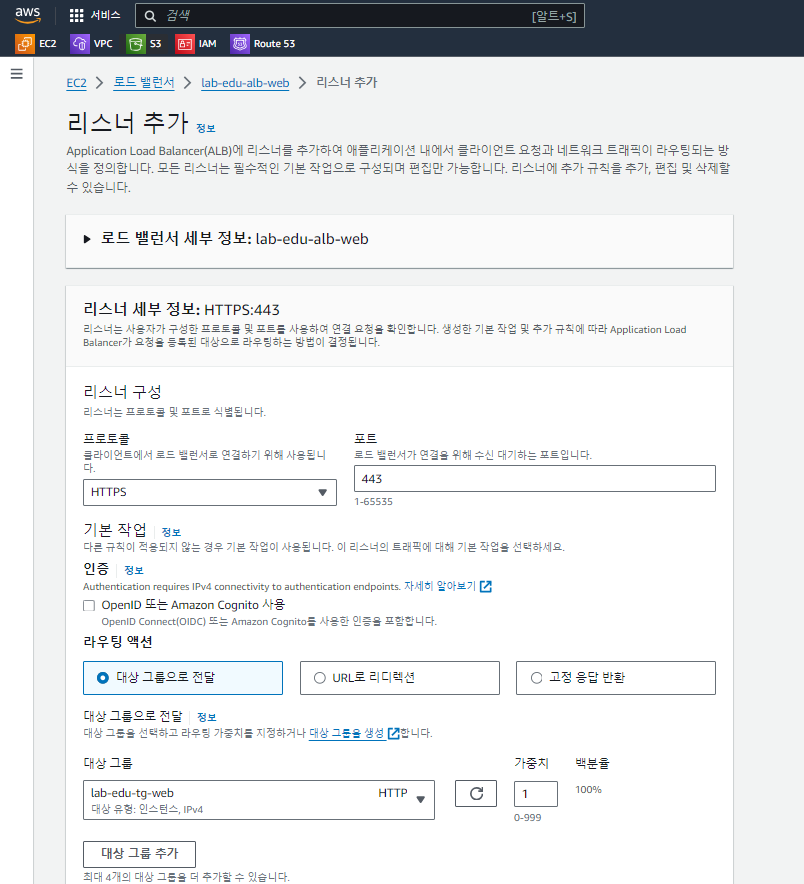 aws
서비스
검색
[알트+S]
EC2
VPC
S3
IAM
Route 53
EC2 > 로드 밸런서 > lab-edu-alb-web > 리스너 추가
리스너 추가 정보
Application Load Balancer(ALB)에 리스너를 추가하여 애플리케이션 내에서 클라이언트 요청과 네트워크 트래픽이 라우팅되는 방
식을 정의합니다. 모든 리스너는 필수적인 기본 작업으로 구성되며 편집만 가능합니다. 리스너에 추가 규칙을 추가, 편집 및 삭제할
수 있습니다.
로드 밸런서 세부 정보: lab-edu-alb-web
리스너 세부 정보: HTTPS:443
리스너는 사용자가 구성한 프로토콜 및 포트를 사용하여 연결 요청을 확인합니다. 생성한 기본 작업 및 추가 규칙에 따라 Application Load
Balancer가 요청을 등록된 대상으로 라우팅하는 방법이 결정됩니다.
리스너 구성
리스너는 프로토콜 및 포트로 식별됩니다.
프로토콜
클라이언트에서 로드 밸런서로 연결하기 위해 사용됩니
다.
HTTPS
포트
로드 밸런서가 연결을 위해 수신 대기하는 포트입니다.
443
1-65535
기본 작업 정보
다른 규칙이 적용되지 않는 경우 기본 작업이 사용됩니다. 이 리스너의 트래픽에 대해 기본 작업을 선택하세요.
인증 정보
Authentication requires IPv4 connectivity to authentication endpoints. 자세히 알아보기
OpenID 또는 Amazon Cognito 사용
OpenID Connect(OIDC) 또는 Amazon Cognito를 사용한 인증을 포함합니다.
라우팅 액션
대상 그룹으로 전달
URL로 리디렉션
고정 응답 반환
대상 그룹으로 전달 정보
대상 그룹을 선택하고 라우팅 가중치를 지정하거나 대상 그룹을 생성 합니다.
대상 그룹
lab-edu-tg-web HTTP
대상 유형: 인스턴스, IPv4
가중치
1
0-999
백분율
100%
대상 그룹 추가
최대 4개의 대상 그룹을 더 추가할 수 있습니다.